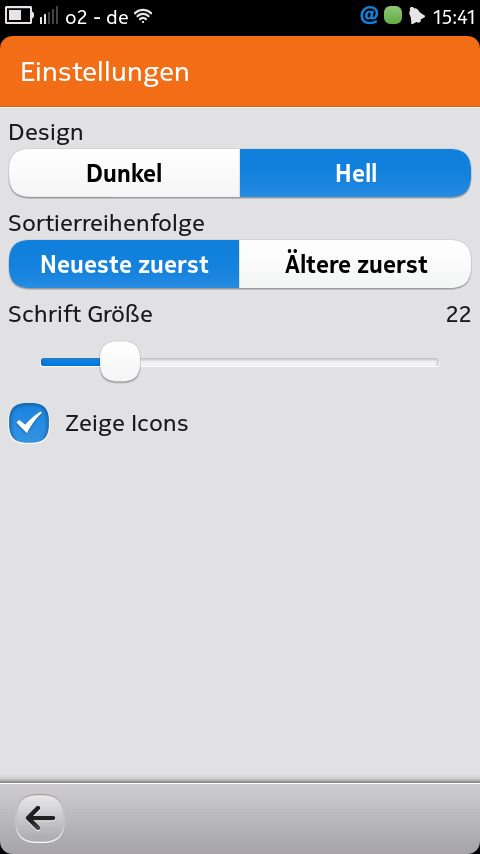 o2 - de @ 15:41
Einstellungen
Design
Dunkel Hell
Sortierreihenfolge
Neueste zuerst Ältere zuerst
Schrift Größe 22
Zeige Icons